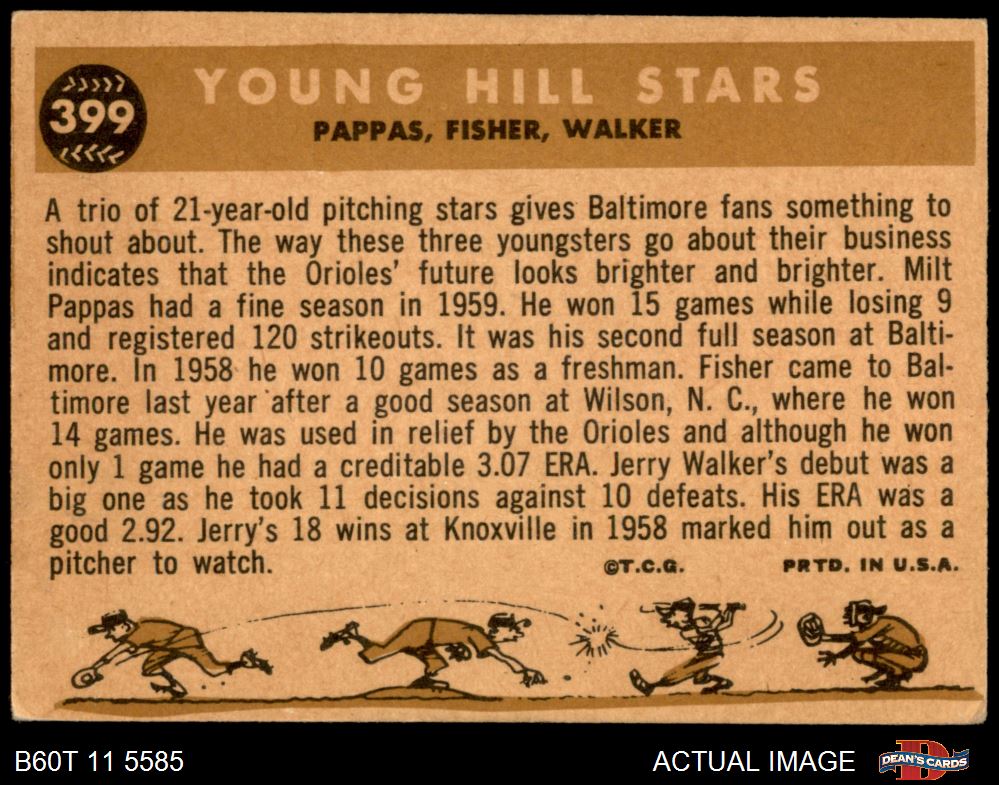 399
YOUNG HILL STARS
PAPPAS, FISHER, WALKER
A trio of 21-year-old pitching stars gives Baltimore fans something to
shout about. The way these three youngsters go about their business
indicates that the Orioles' future looks brighter and brighter. Milt
Pappas had a fine season in 1959. He won 15 games while losing 9
and registered 120 strikeouts. It was his second full season at Balti-
more. In 1958 he won 10 games as a freshman. Fisher came to Bal-
timore last year after a good season at Wilson, N. C., where he won
14 games. He was used in relief by the Orioles and although he won
only 1 game he had a creditable 3.07 ERA. Jerry Walker's debut was a
big one as he took 11 decisions against 10 defeats. His ERA was a
good 2.92. Jerry's 18 wins at Knoxville in 1958 marked him out as a
pitcher to watch.
©T.C.G. PRTD. IN U.S.A.
B60T 11 5585 ACTUAL IMAGE
D
DEAN'S CARDS